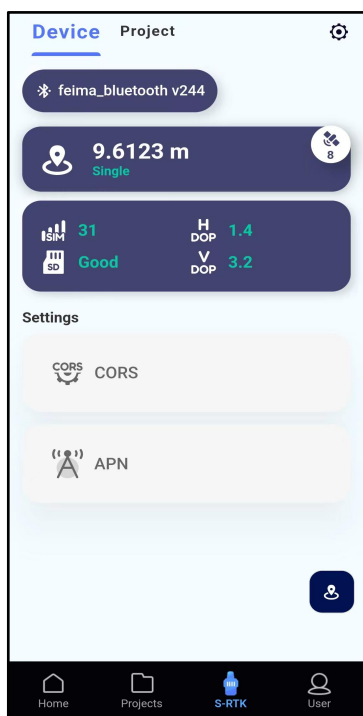 Device Project
feima_bluetooth v244
9.6123 m
Single
8
SIM 31
H DOP 1.4
SD Good
V DOP 3.2
Settings
CORS CORS
APN
Home Projects S-RTK User